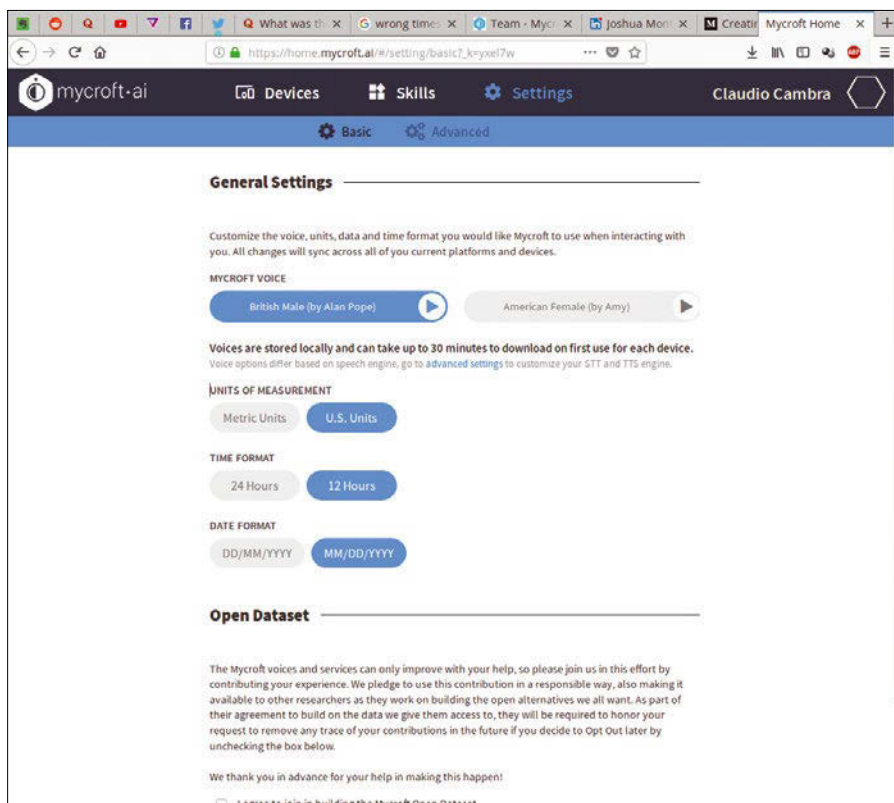 What was th
wrong times
Team - Mycr
Joshua Mon
Creatin
Mycroft Home
https://home.mycroft.ai/#/setting/basic?_k=yxel7w
mycroft·ai
Devices
Skills
Settings
Claudio Cambra
Basic
Advanced
General Settings
Customize the voice, units, data and time format you would like Mycroft to use when interacting with
you. All changes will sync across all of you current platforms and devices.
MYCROFT VOICE
British Male (by Alan Pope)
American Female (by Amy)
Voices are stored locally and can take up to 30 minutes to download on first use for each device.
Voice options differ based on speech engine, go to advanced settings to customize your STT and TTS engine.
UNITS OF MEASUREMENT
Metric Units
U.S. Units
TIME FORMAT
24 Hours
12 Hours
DATE FORMAT
DD/MM/YYYY
MM/DD/YYYY
Open Dataset
The Mycroft voices and services can only improve with your help, so please join us in this effort by
contributing your experience. We pledge to use this contribution in a responsible way, also making it
available to other researchers as they work on building the open alternatives we all want. As part of
their agreement to build on the data we give them access to, they will be required to honor your
request to remove any trace of your contributions in the future if you decide to Opt Out later by
unchecking the box below.
We thank you in advance for your help in making this happen!
I agree to join in building the Mycroft Open Dataset